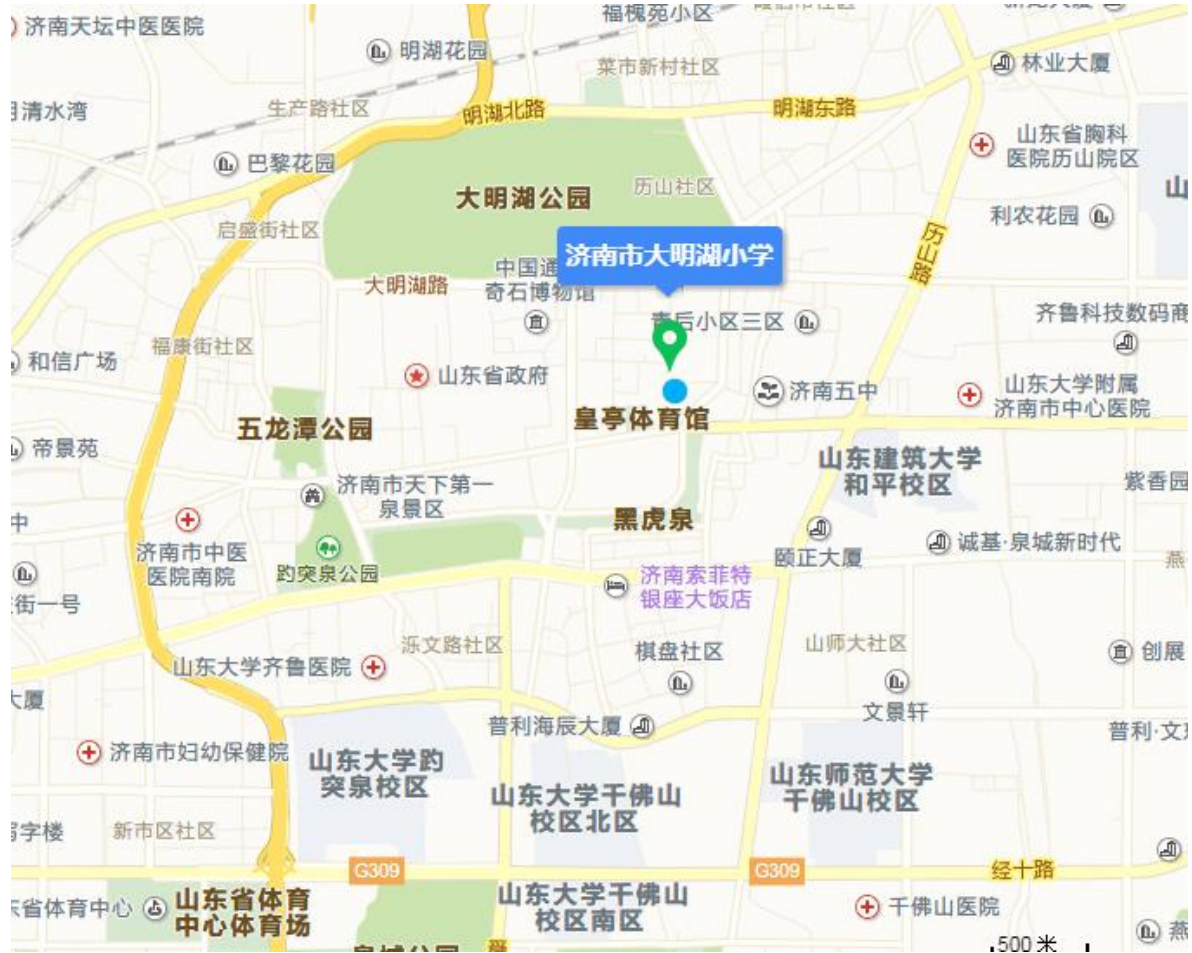 济南天坛中医医院
福槐苑小区
明湖花园
菜市新村社区
林业大厦
清水湾
生产路社区
明湖北路
明湖东路
山东省胸科
医院历山院区
巴黎花园
大明湖公园
历山社区
山
利农花园
启盛街社区
历山路
济南市大明湖小学
中国通
奇石博物馆
大明湖路
后小区三区
齐鲁科技数码商
福康街社区
和信广场
山东省政府
济南五中
山东大学附属
济南市中心医院
皇亭体育馆
五龙潭公园
帝景苑
山东建筑大学
和平校区
紫香园
济南市天下第一
泉景区
中
黑虎泉
济南市中医
医院南院
趵突泉公园
颐正大厦
诚基·泉城新时代
燕
济南索菲特
银座大饭店
街一号
泺文路社区
棋盘社区
山师大社区
创展
山东大学齐鲁医院
大厦
文景轩
普利海辰大厦
普利·文
济南市妇幼保健院
山东大学趵
突泉校区
山东大学千佛山
校区北区
山东师范大学
千佛山校区
写字楼
新市区社区
G309
G309
经十路
省体育中心
山东省体育
中心体育场
山东大学千佛山
校区南区
千佛山医院
燕
500米